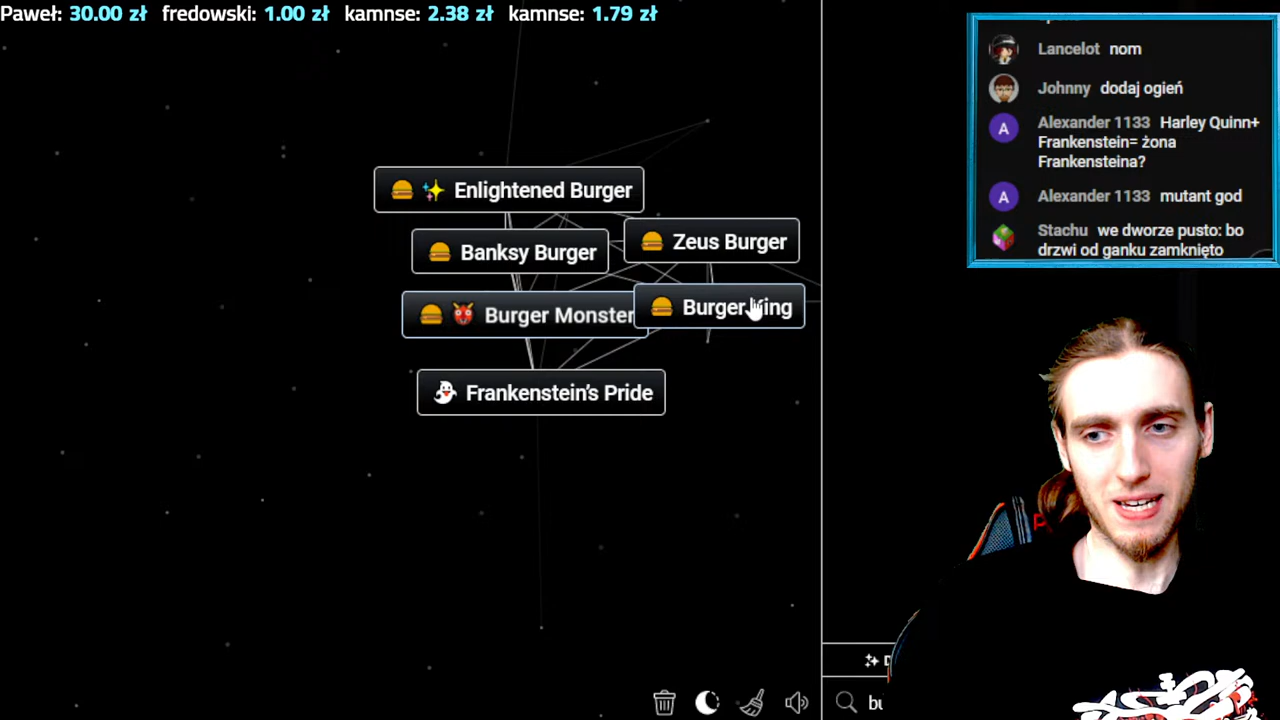 Paweł: 30.00 zł fredowski: 1.00 zł kamnse: 2.38 zł kamnse: 1.79 zł
Lancelot nom
Johnny dodaj ogień
Alexander 1133 Harley Quinn+
Frankenstein= żona
Frankensteina?
Alexander 1133 mutant god
Stachu we dworze pusto: bo
drzwi od ganku zamknięto
Enlightened Burger
Banksy Burger
Zeus Burger
Burger Monster
Burger King
Frankenstein's Pride
bu